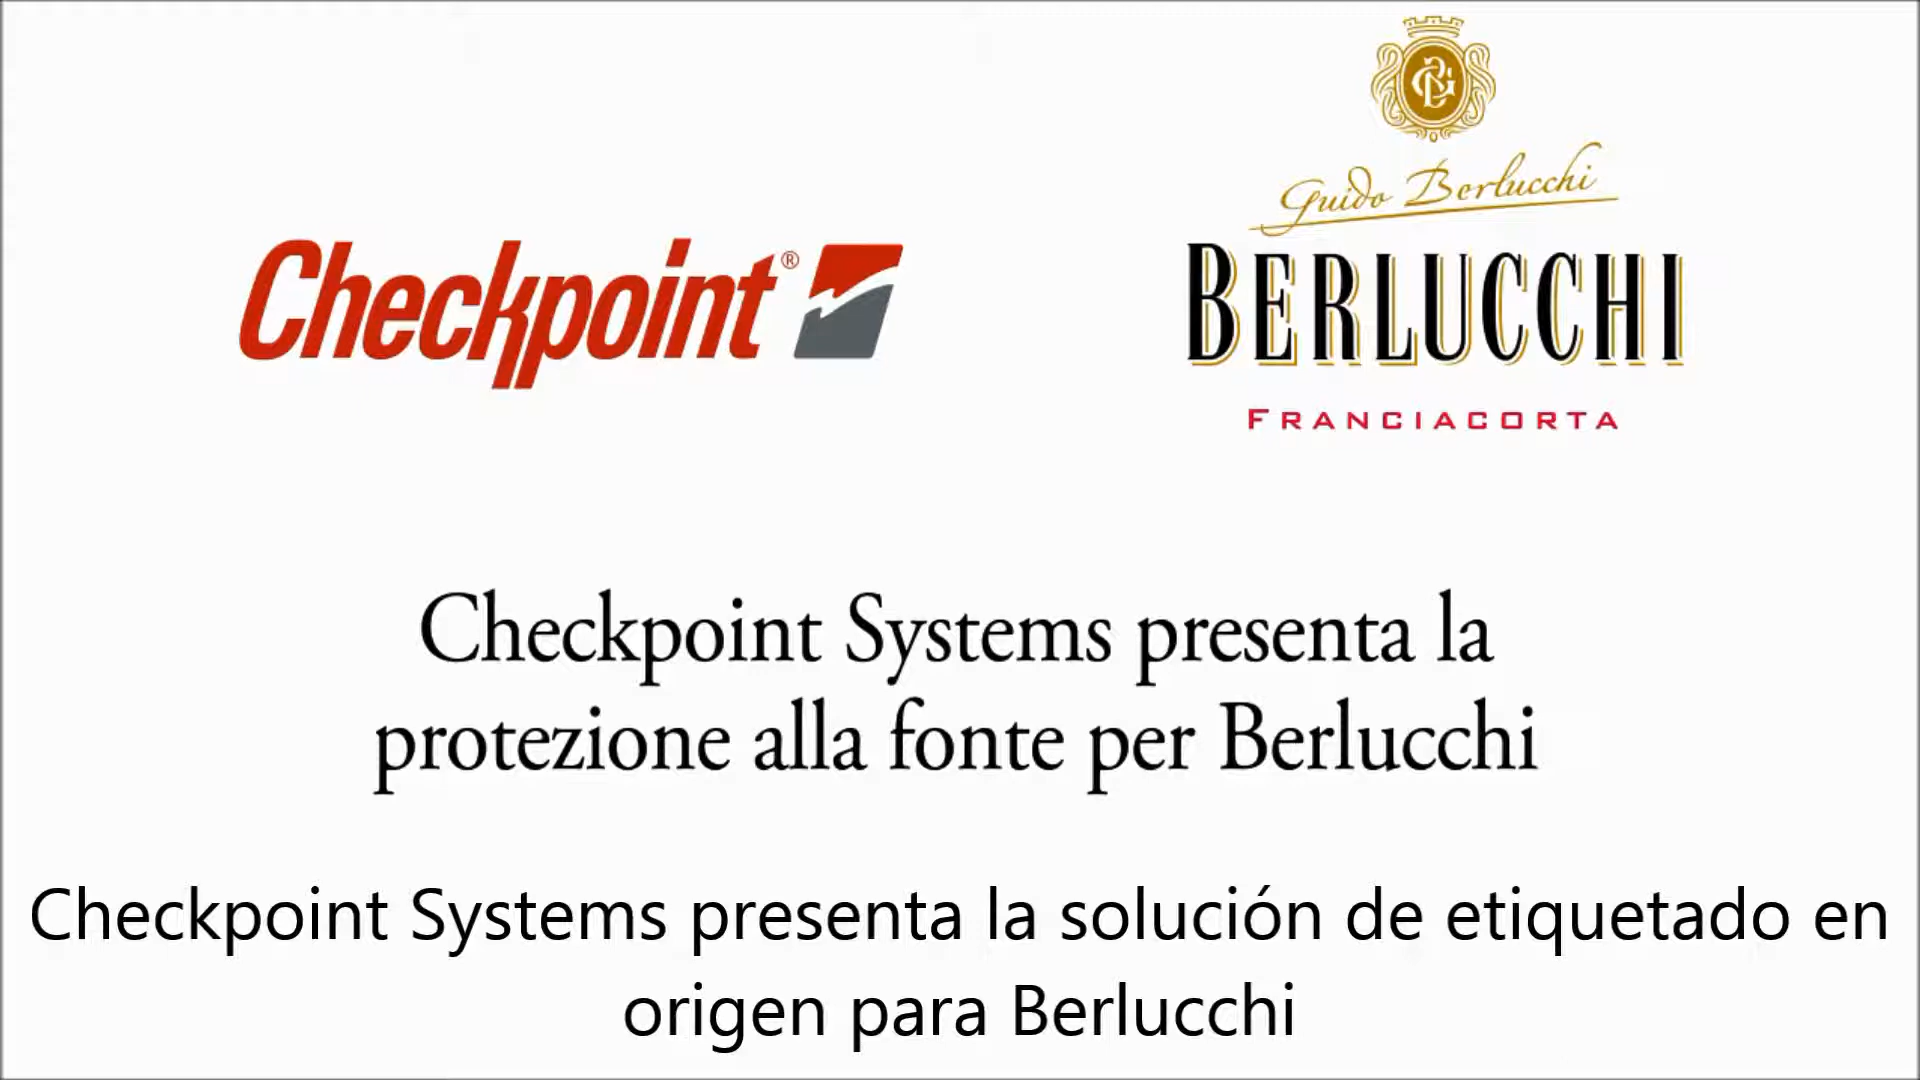 Checkpoint®
Guido Berlucchi
BERLUCCHI
FRANCIACORTA
Checkpoint Systems presenta la
protezione alla fonte per Berlucchi
Checkpoint Systems presenta la solución de etiquetado en
origen para Berlucchi